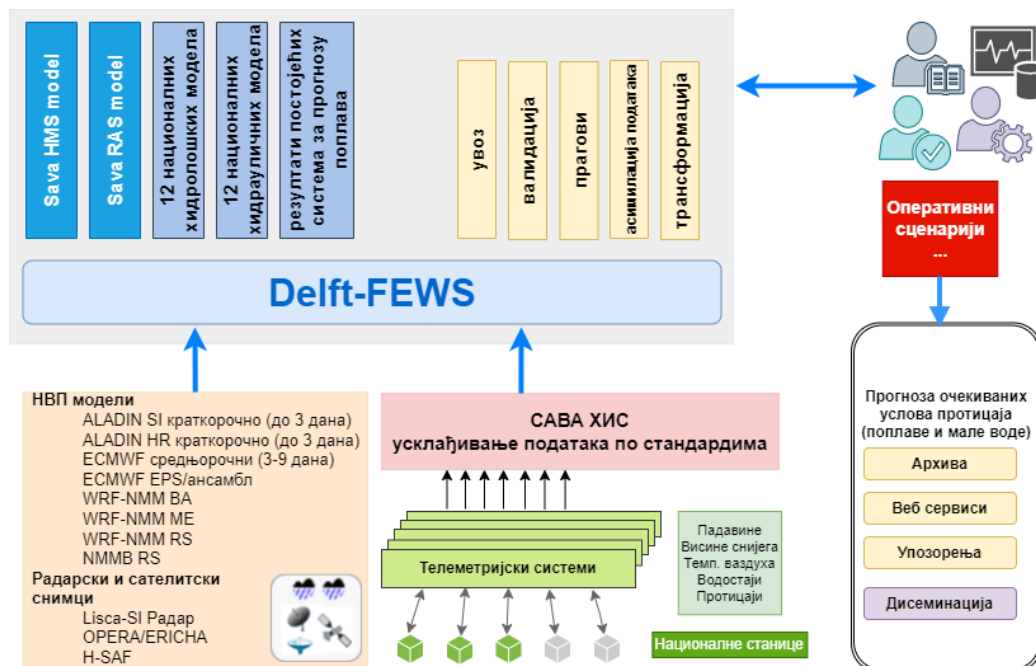 Sava HMS model
Sava RAS model
12 националних
хидролошких модела
12 националних
хидрауличних модела
резултати постојећих
система за прогнозу
поплава
увоз
валидација
прагови
асимилација података
трансформација
Delft-FEWS
Оперативни
сценарији
...
НВП модели
ALADIN SI краткорочно (до 3 дана)
ALADIN HR краткорочно (до 3 дана)
ECMWF средњорочни (3-9 дана)
ECMWF EPS/ансамбл
WRF-NMM BA
WRF-NMM ME
WRF-NMM RS
NMMB RS
Радарски и сателитски
снимци
Lisca-SI Радар
OPERA/ERICHA
H-SAF
САВА ХИС
усклађивање података по стандардима
Телеметријски системи
Падавине
Висине снијега
Темп. ваздуха
Водостаји
Протицаји
Националне станице
Прогноза очекиваних
услова протицаја
(поплаве и мале воде)
Архива
Веб сервиси
Упозорења
Дисеминација